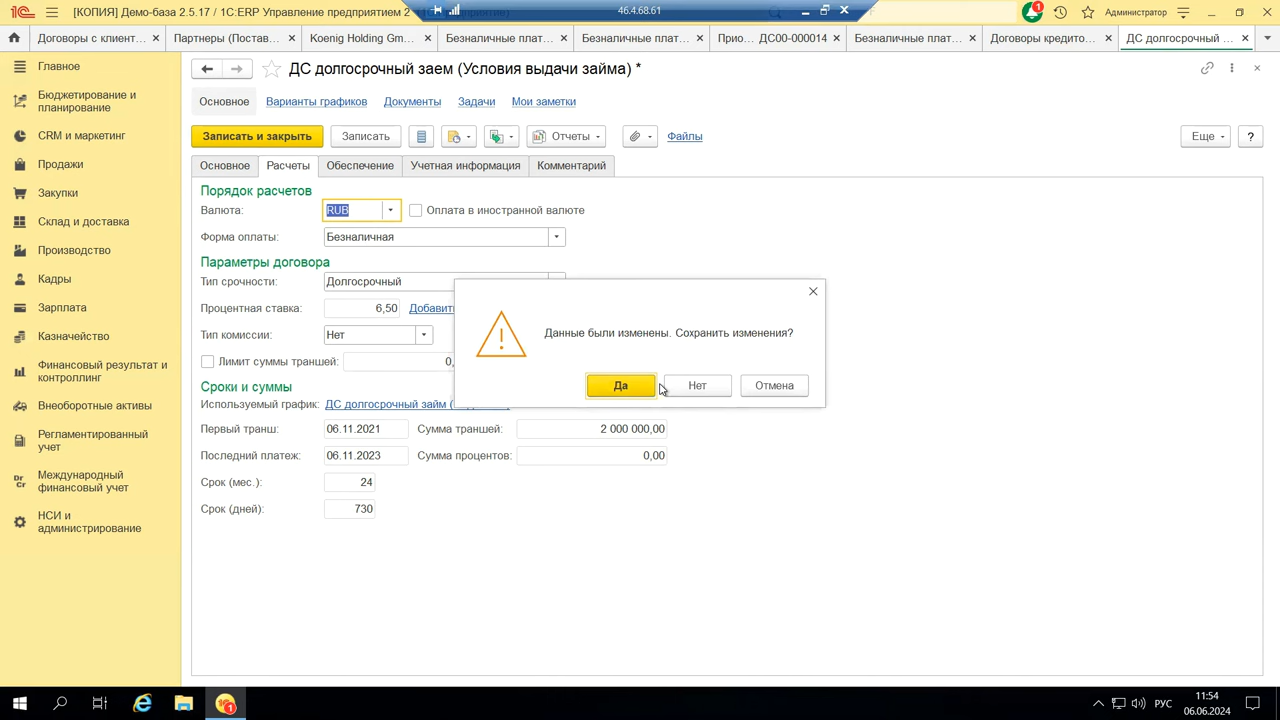 [КОПИЯ] Демо-база 2.5.17 / 1С:ERP Управление предприятием 2
46.4.68.61
1
Администратор
Договоры с клиент...
Партнеры (Постав...
Koenig Holding Gm...
Безналичные плат...
Безналичные плат...
Прио... ДС00-000014
Безналичные плат...
Договоры кредито...
ДС долгосрочный ...
Главное
Бюджетирование и
планирование
CRM и маркетинг
Продажи
Закупки
Склад и доставка
Производство
Кадры
Зарплата
Казначейство
Финансовый результат и
контроллинг
Внеоборотные активы
Регламентированный
учет
Международный
финансовый учет
НСИ и
администрирование
ДС долгосрочный заем (Условия выдачи займа) *
Основное
Варианты графиков
Документы
Задачи
Мои заметки
Записать и закрыть
Записать
Отчеты
Файлы
Еще
?
Основное
Расчеты
Обеспечение
Учетная информация
Комментарий
Порядок расчетов
Валюта: RUB Оплата в иностранной валюте
Форма оплаты: Безналичная
Параметры договора
Тип срочности: Долгосрочный
Процентная ставка: 6,50 Добавить
Тип комиссии: Нет
Лимит суммы траншей: 0,
Данные были изменены. Сохранить изменения?
Да
Нет
Отмена
Сроки и суммы
Используемый график: ДС долгосрочный займ
Первый транш: 06.11.2021 Сумма траншей: 2 000 000,00
Последний платеж: 06.11.2023 Сумма процентов: 0,00
Срок (мес.): 24
Срок (дней): 730
1
РУС
11:54
06.06.2024